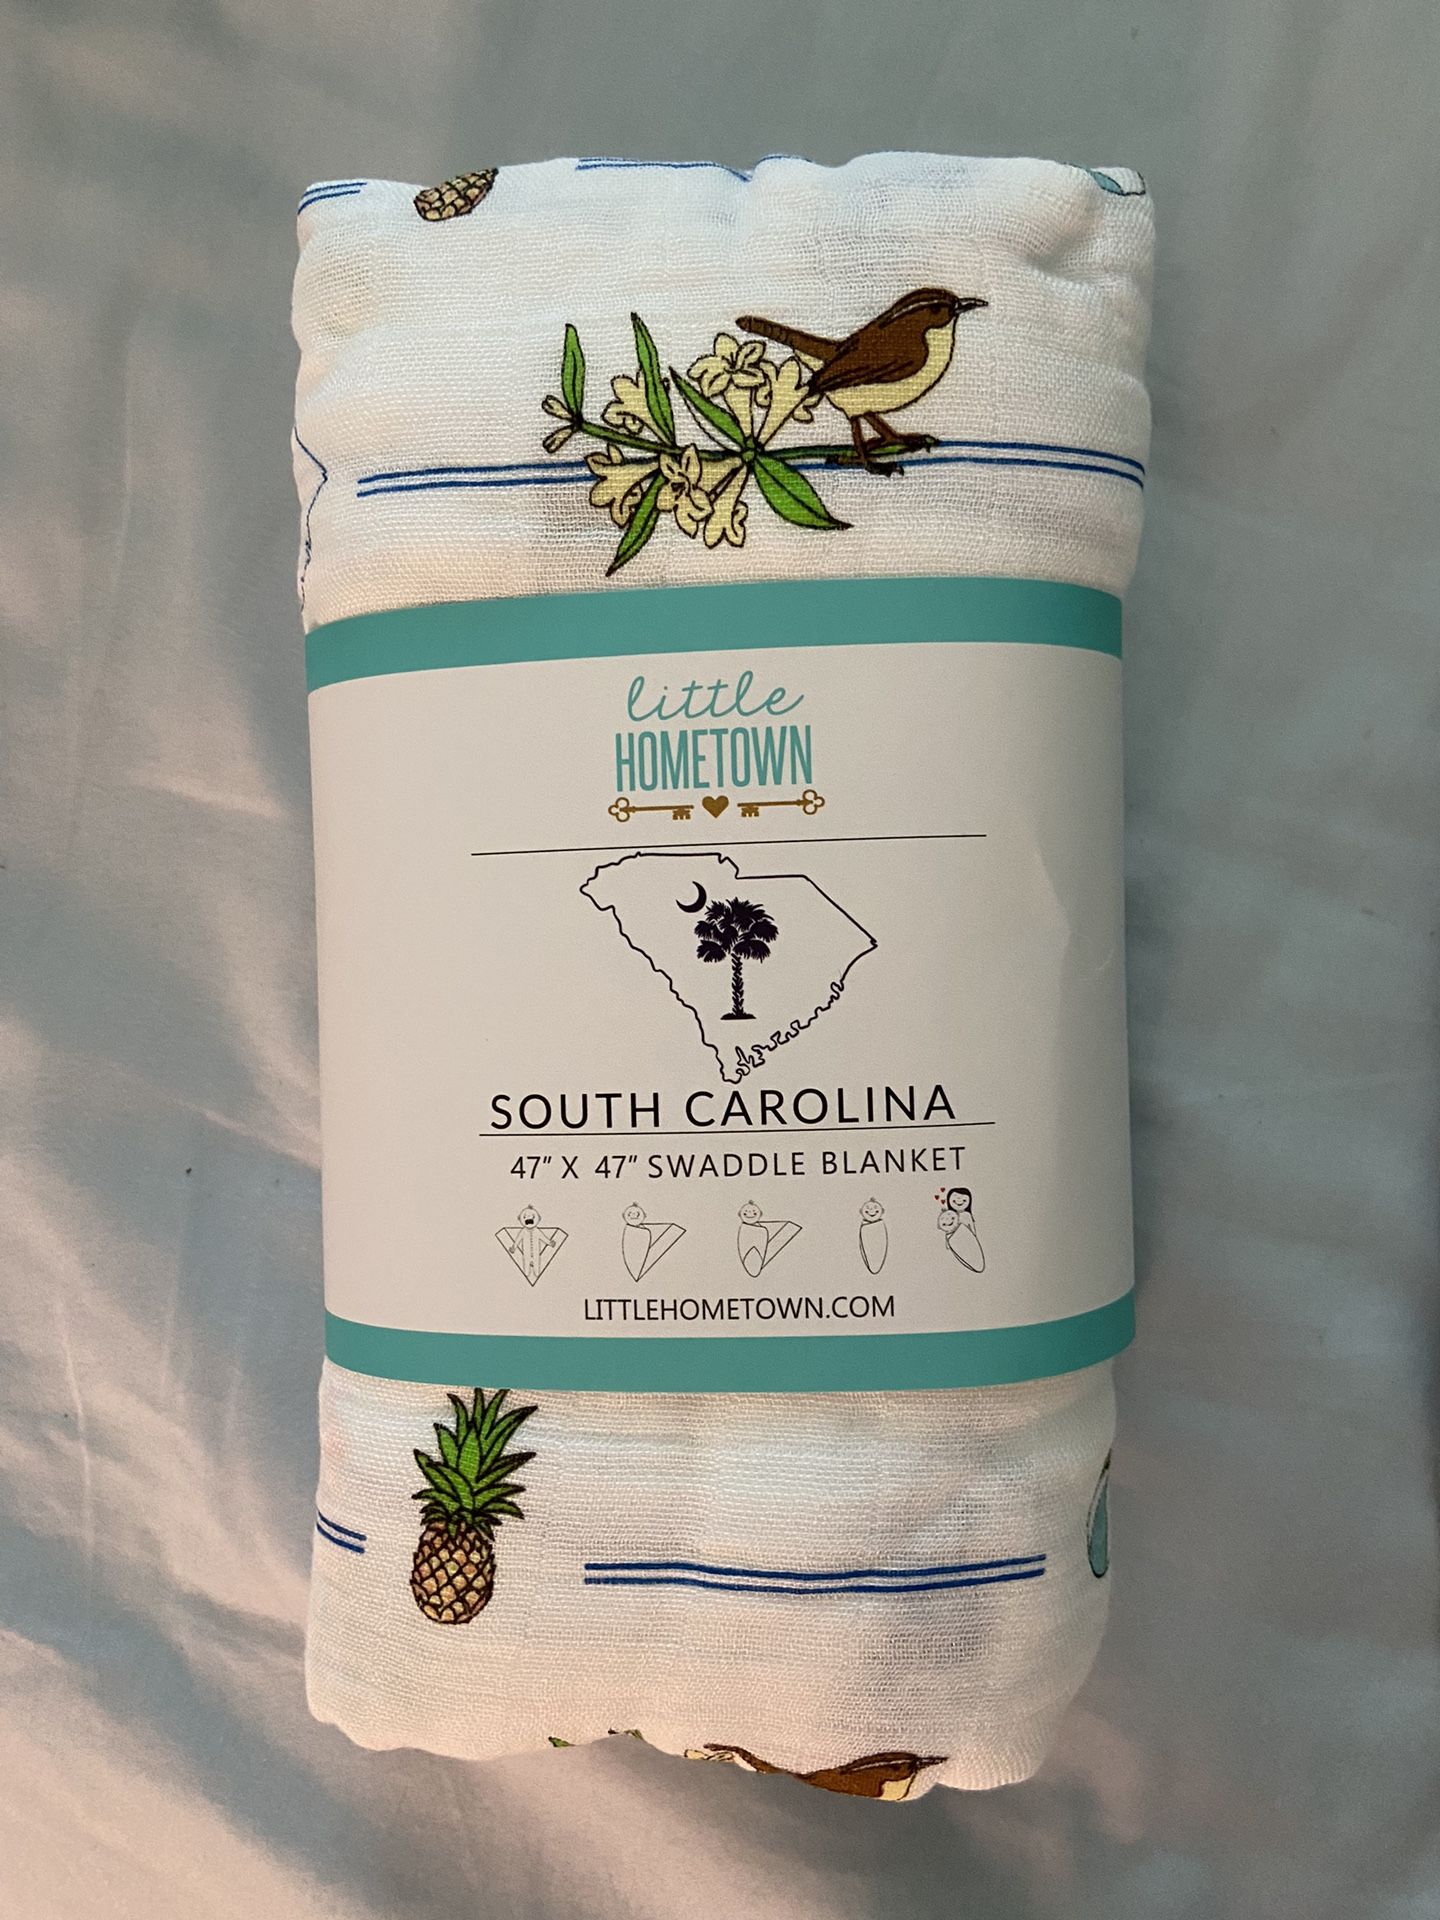 little
HOMETOWN
SOUTH CAROLINA
47" X 47" SWADDLE BLANKET
LITTLEHOMETOWN.COM